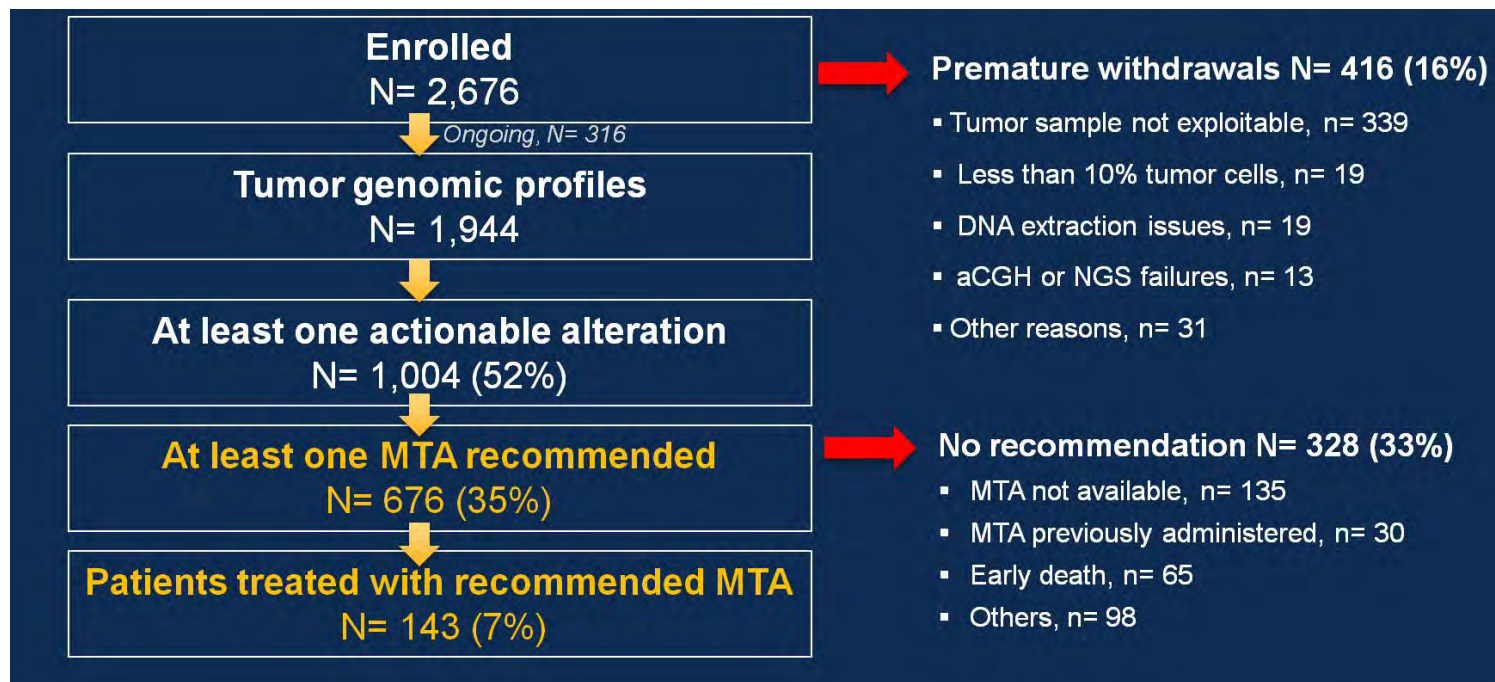 Enrolled
N= 2,676
Ongoing, N= 316
Tumor genomic profiles
N= 1,944
At least one actionable alteration
N= 1,004 (52%)
At least one MTA recommended
N= 676 (35%)
Patients treated with recommended MTA
N= 143 (7%)
Premature withdrawals N= 416 (16%)
▪ Tumor sample not exploitable, n= 339
▪ Less than 10% tumor cells, n= 19
▪ DNA extraction issues, n= 19
▪ aCGH or NGS failures, n= 13
▪ Other reasons, n= 31
No recommendation N= 328 (33%)
▪ MTA not available, n= 135
▪ MTA previously administered, n= 30
▪ Early death, n= 65
▪ Others, n= 98